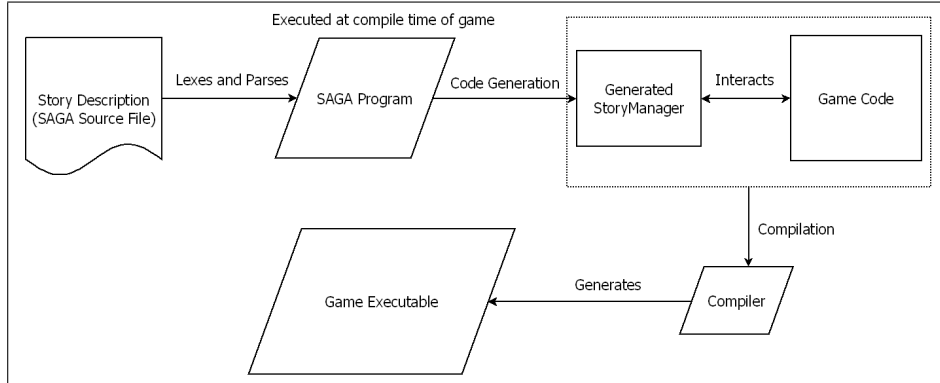 Executed at compile time of game
Story Description
(SAGA Source File)
Lexes and Parses
SAGA Program
Code Generation
Generated
StoryManager
Interacts
Game Code
Compilation
Compiler
Generates
Game Executable